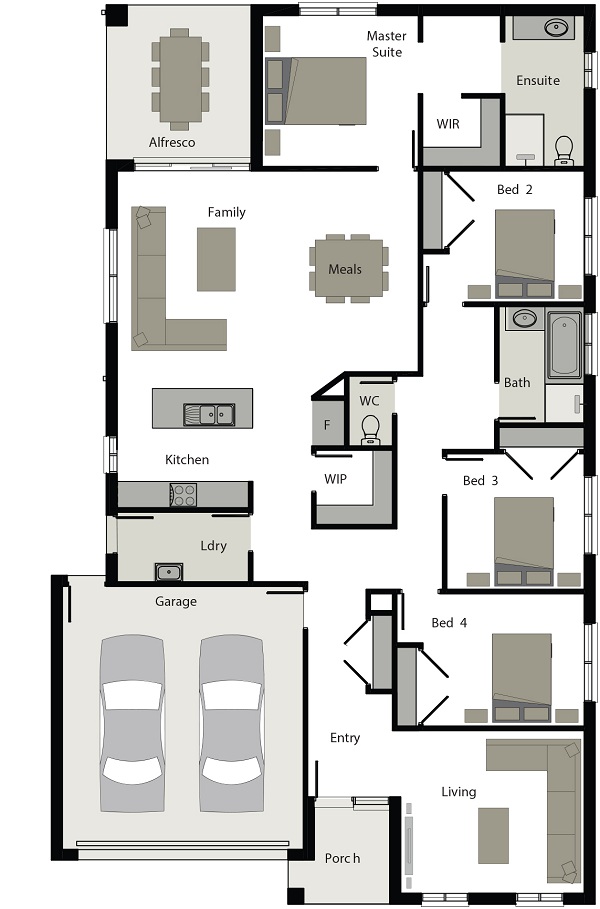 Master
Suite
Ensuite
WIR
Alfresco
Bed 2
Family
Meals
Bath
WC
F
Kitchen
WIP
Bed 3
Ldry
Garage
Bed 4
Entry
Living
Porch